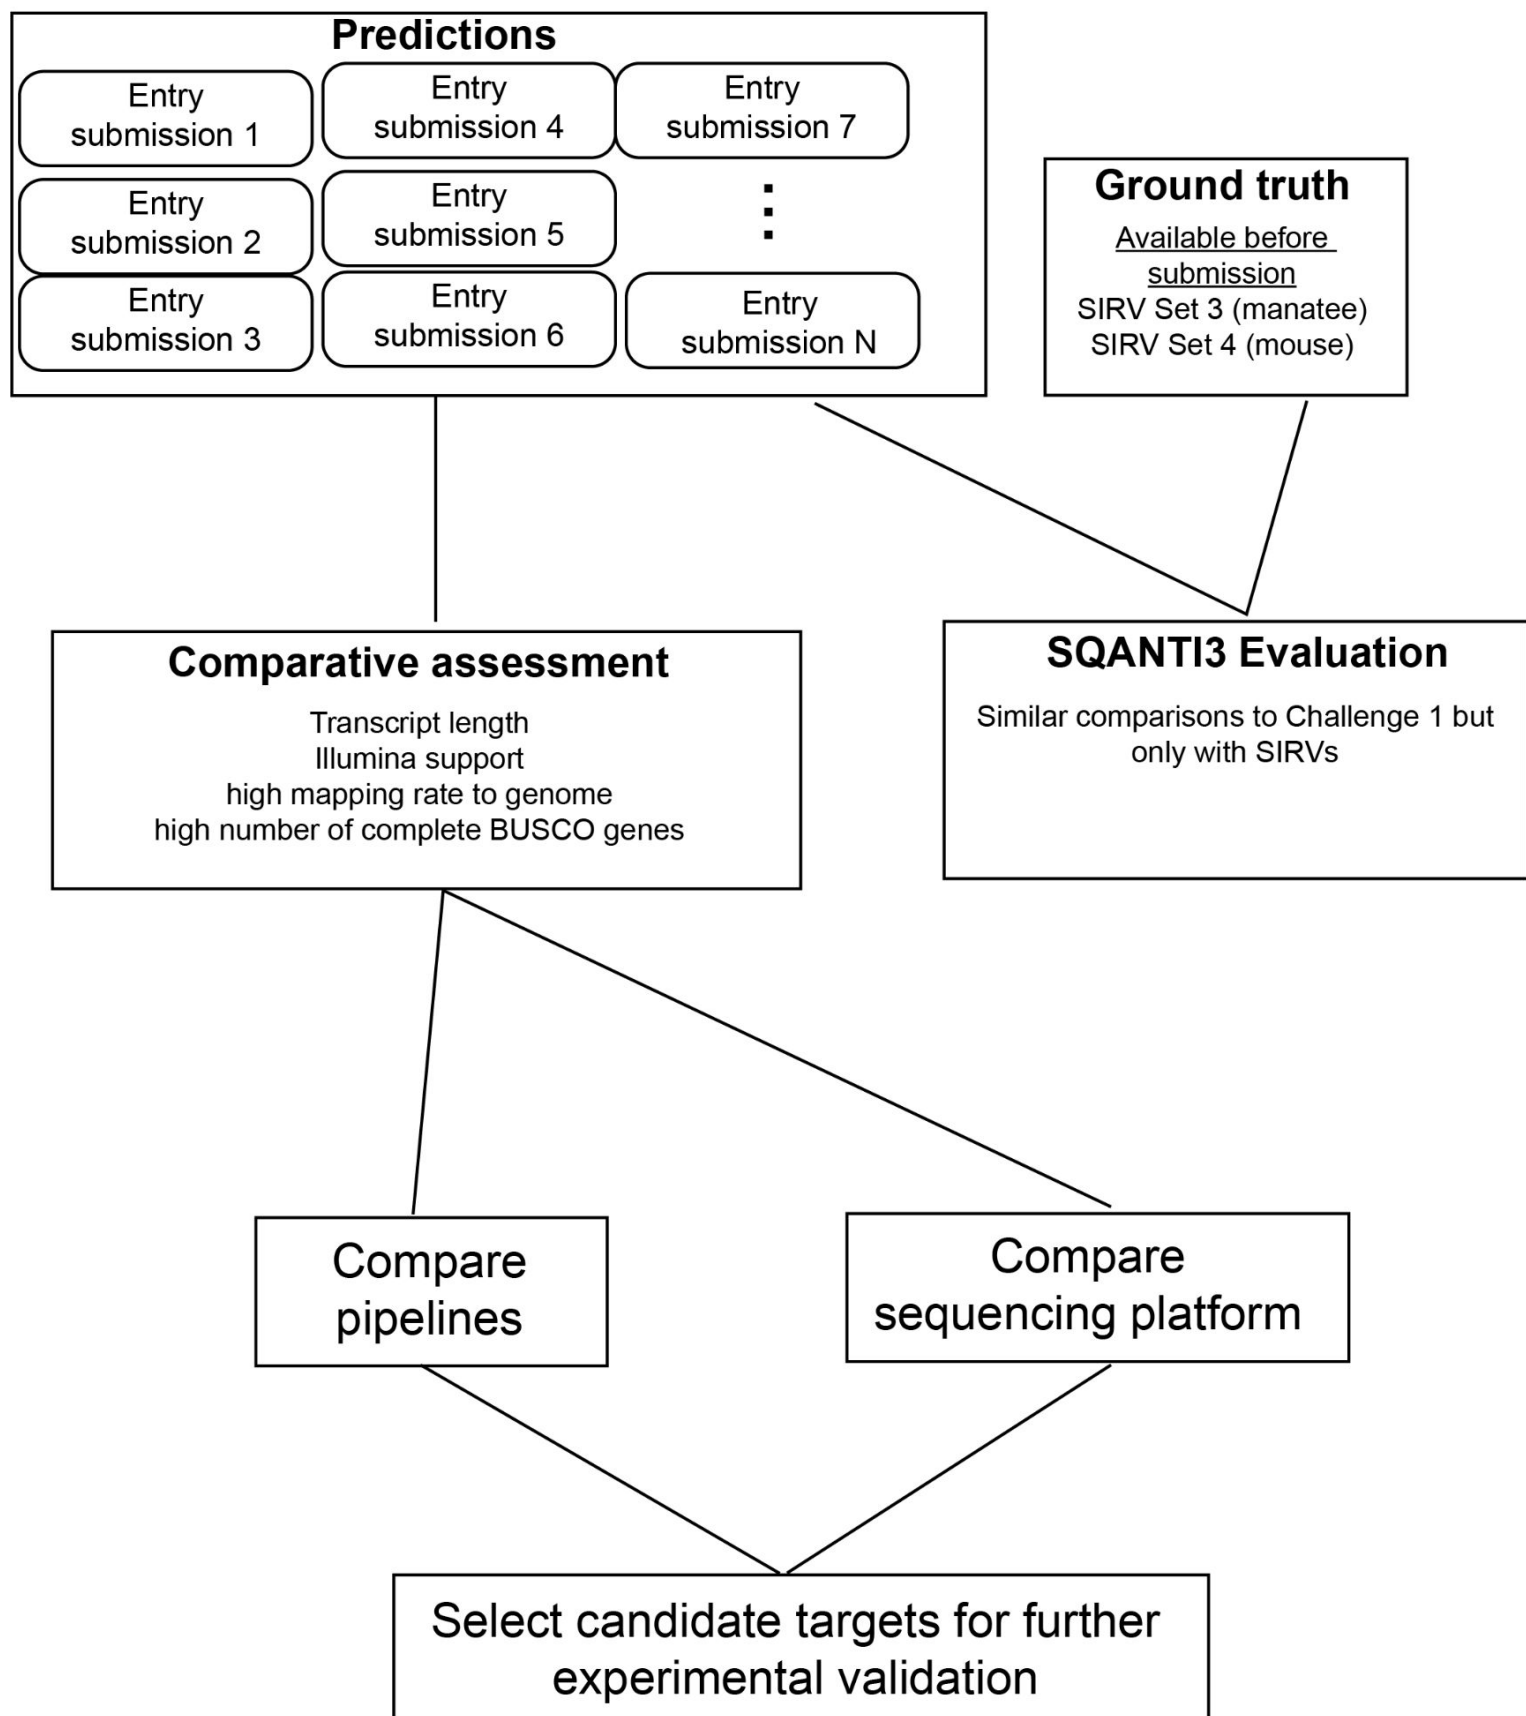 Predictions
Entry
submission 1
Entry
submission 4
Entry
submission 7
Entry
submission 2
Entry
submission 5
⋮
Entry
submission 3
Entry
submission 6
Entry
submission N
Ground truth
Available before
submission
SIRV Set 3 (manatee)
SIRV Set 4 (mouse)
Comparative assessment
Transcript length
Illumina support
high mapping rate to genome
high number of complete BUSCO genes
SQANTI3 Evaluation
Similar comparisons to Challenge 1 but
only with SIRVs
Compare
pipelines
Compare
sequencing platform
Select candidate targets for further
experimental validation